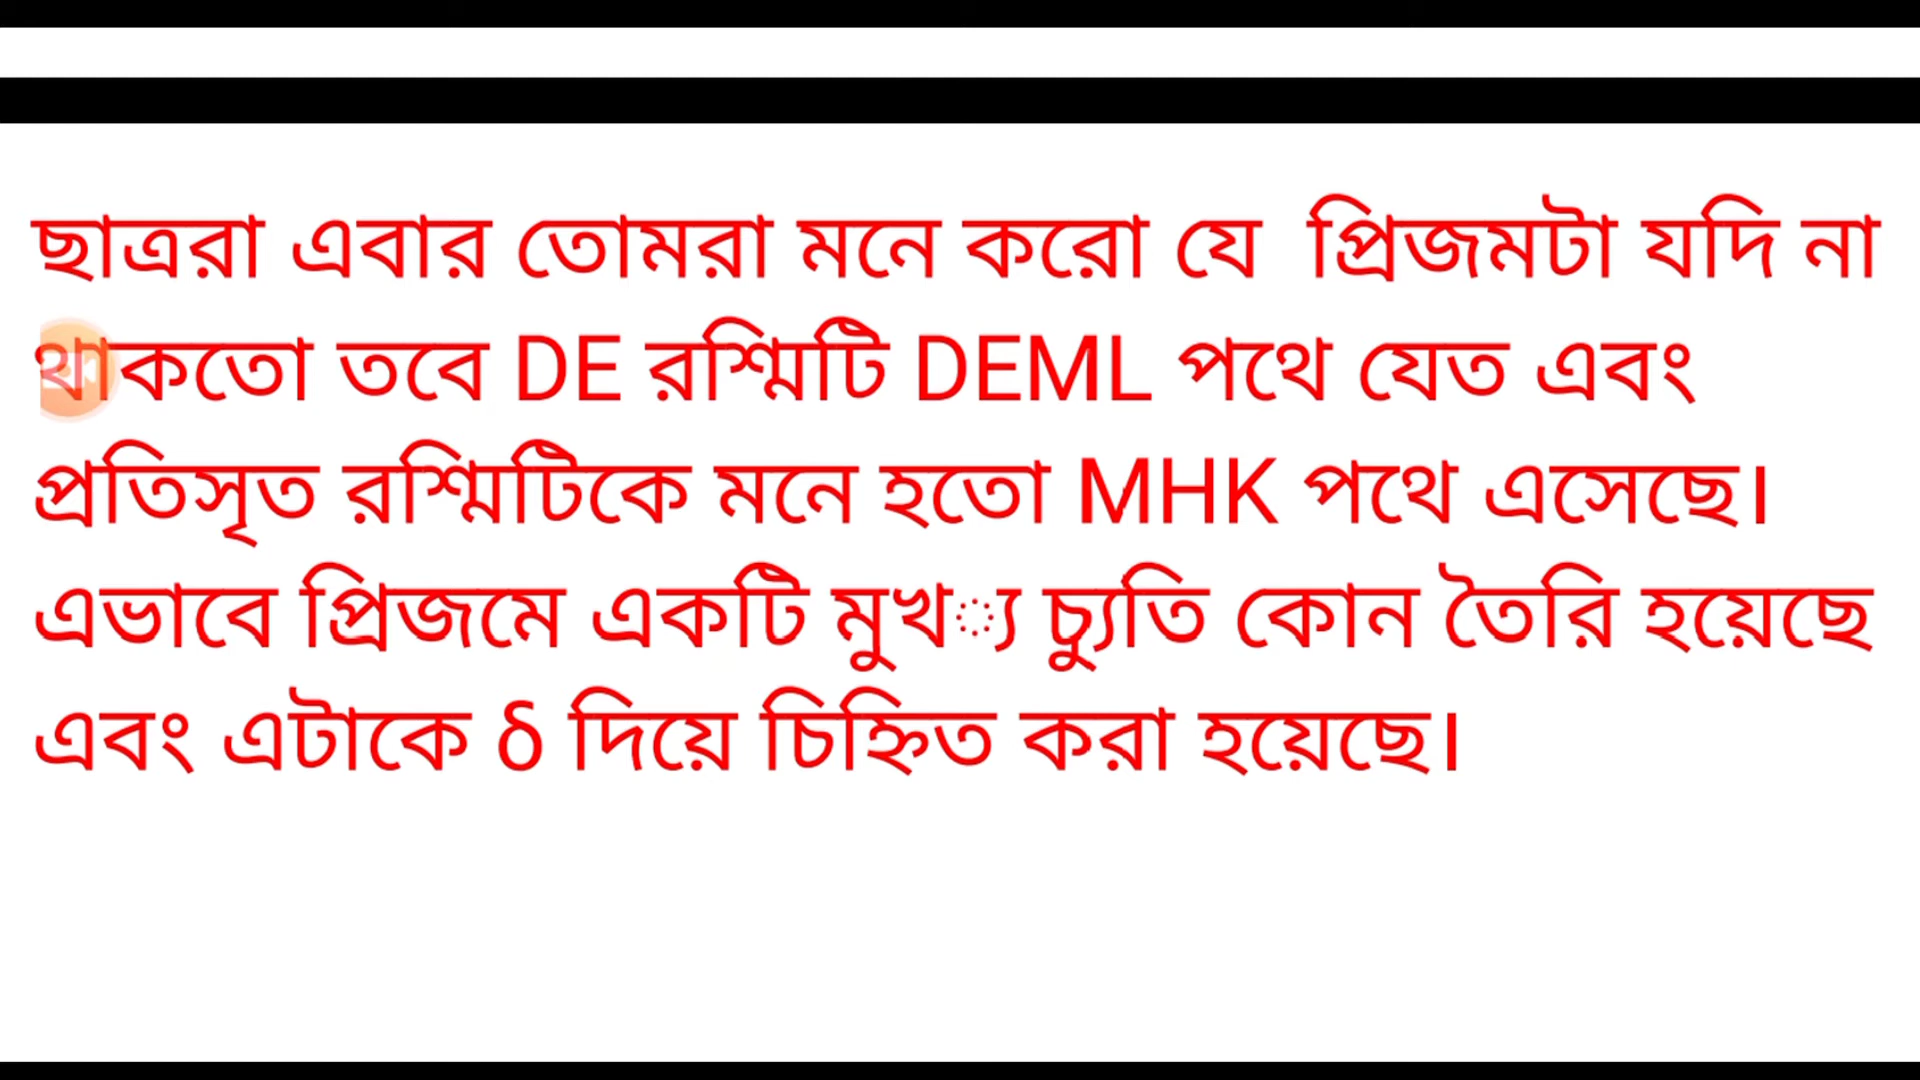 ছাত্ররা এবার তোমরা মনে করো যে প্রিজমটা যদি না
থাকতো তবে DE রশ্মিটি DEML পথে যেত এবং
প্রতিসৃত রশ্মিটিকে মনে হতো MHK পথে এসেছে।
এভাবে প্রিজমে একটি মুখ্য চ্যুতি কোন তৈরি হয়েছে
এবং এটাকে δ দিয়ে চিহ্নিত করা হয়েছে।